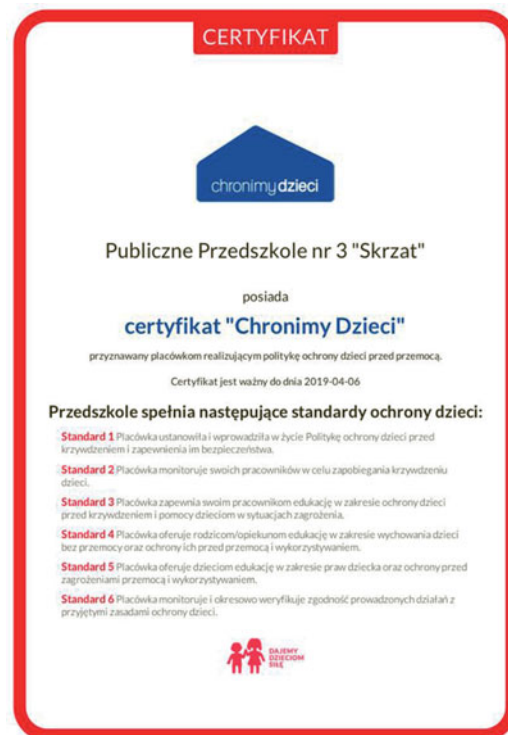 CERTYFIKAT
chronimydzieci
Publiczne Przedszkole nr 3 "Skrzat"
posiada
certyfikat "Chronimy Dzieci"
przyznawany placówkom realizującym politykę ochrony dzieci przed przemocą.
Certyfikat jest ważny do dnia 2019-04-06
Przedszkole spełnia następujące standardy ochrony dzieci:
Standard 1 Placówka ustanowiła i wprowadziła w życie Politykę ochrony dzieci przed
krzywdzeniem i zapewnienia im bezpieczeństwa.
Standard 2 Placówka monitoruje swoich pracowników w celu zapobiegania krzywdzeniu
dzieci.
Standard 3 Placówka zapewnia swoim pracownikom edukację w zakresie ochrony dzieci
przed krzywdzeniem i pomocy dzieciom w sytuacjach zagrożenia.
Standard 4 Placówka oferuje rodzicom/opiekunom edukację w zakresie wychowania dzieci
bez przemocy oraz ochrony ich przed przemocą i wykorzystywaniem.
Standard 5 Placówka oferuje dzieciom edukację w zakresie praw dziecka oraz ochrony przed
zagrożeniami przemocą i wykorzystywaniem.
Standard 6 Placówka monitoruje i okresowo weryfikuje zgodność prowadzonych działań z
przyjętymi zasadami ochrony dzieci.
DAJEMY
DZIECIOM
SIŁĘ